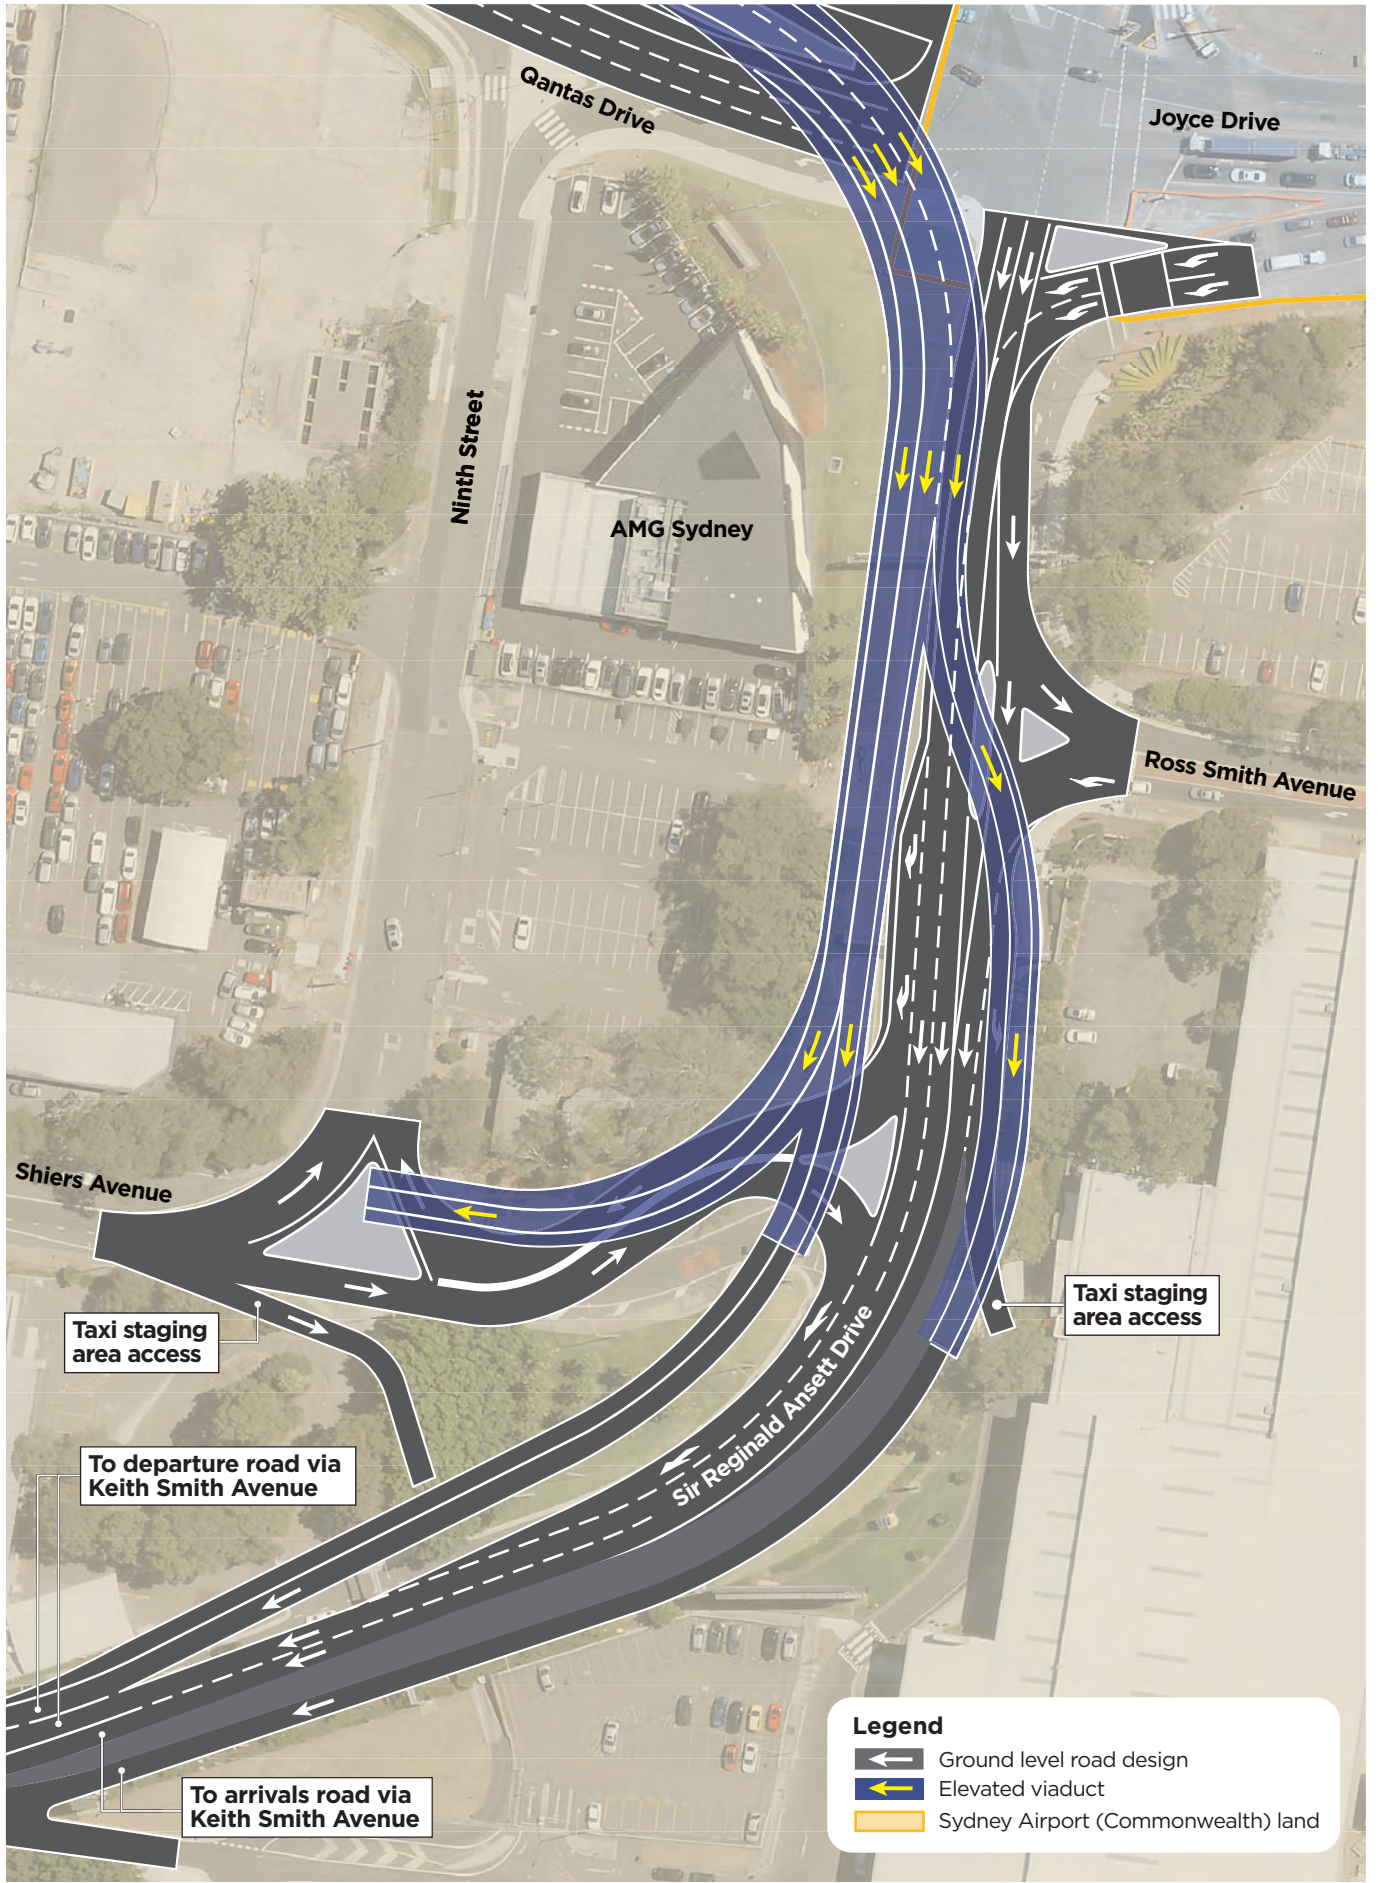 Qantas Drive
Joyce Drive
Ninth Street
AMG Sydney
Ross Smith Avenue
Shiers Avenue
Taxi staging
area access
Taxi staging
area access
Sir Reginald Ansett Drive
To departure road via
Keith Smith Avenue
To arrivals road via
Keith Smith Avenue
Legend
Ground level road design
Elevated viaduct
Sydney Airport (Commonwealth) land